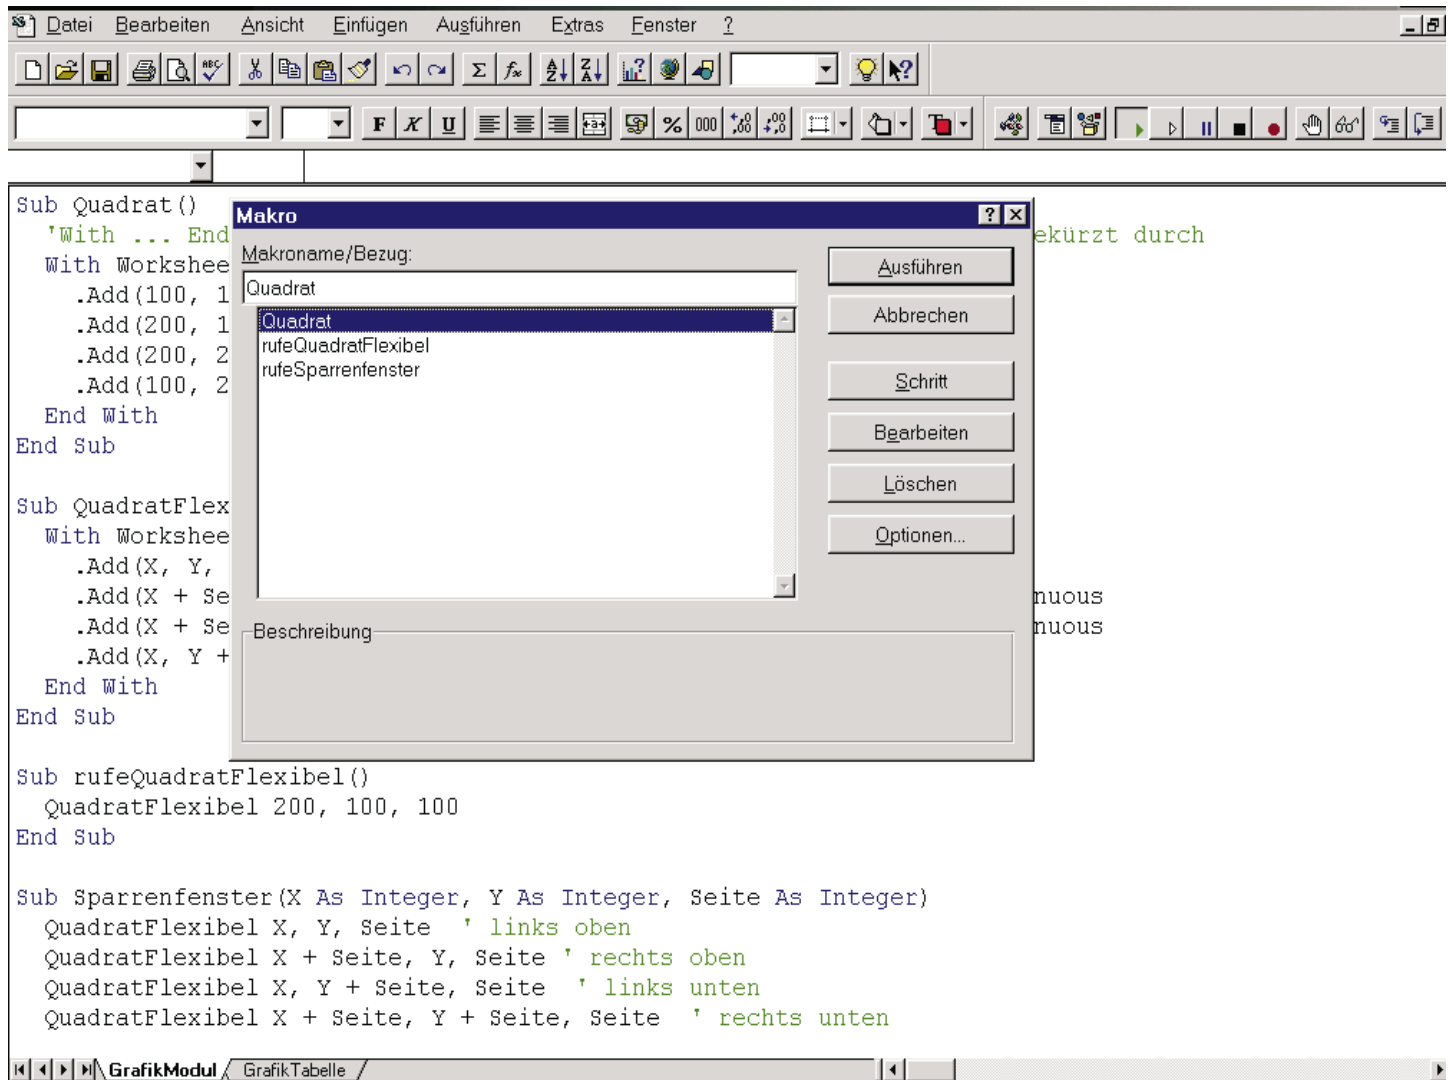 Datei Bearbeiten Ansicht Einfügen Ausführen Extras Fenster ?
F K U % 000
Sub Quadrat()
'With ... End ekürzt durch
With Workshee
.Add(100, 1
.Add(200, 1
.Add(200, 2
.Add(100, 2
End With
End Sub
Sub QuadratFlex
With Workshee
.Add(X, Y,
.Add(X + Se nuous
.Add(X + Se nuous
.Add(X, Y +
End With
End Sub
Makro
Makroname/Bezug:
Quadrat
Quadrat
rufeQuadratFlexibel
rufeSparrenfenster
Ausführen
Abbrechen
Schritt
Bearbeiten
Löschen
Optionen...
Beschreibung
Sub rufeQuadratFlexibel()
QuadratFlexibel 200, 100, 100
End Sub
Sub Sparrenfenster(X As Integer, Y As Integer, Seite As Integer)
QuadratFlexibel X, Y, Seite ' links oben
QuadratFlexibel X + Seite, Y, Seite ' rechts oben
QuadratFlexibel X, Y + Seite, Seite ' links unten
QuadratFlexibel X + Seite, Y + Seite, Seite ' rechts unten
GrafikModul GrafikTabelle